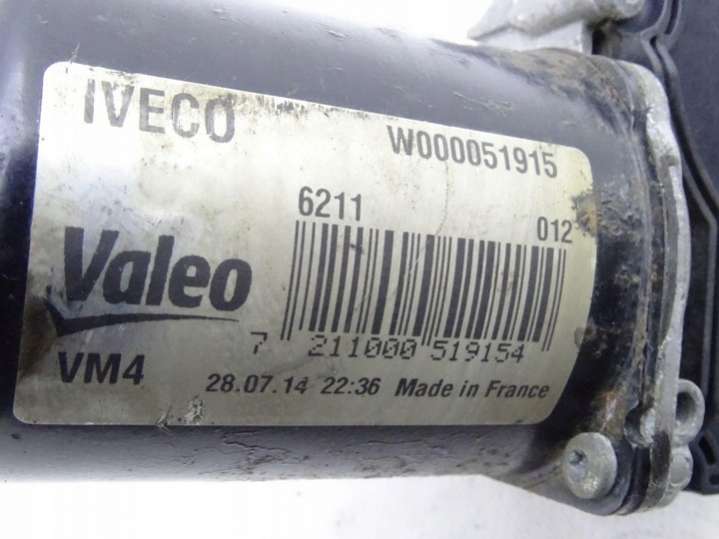 IVECO
W000051915
6211
012
Valeo
7 211000 519154
VM4
28.07.14 22:36 Made in France